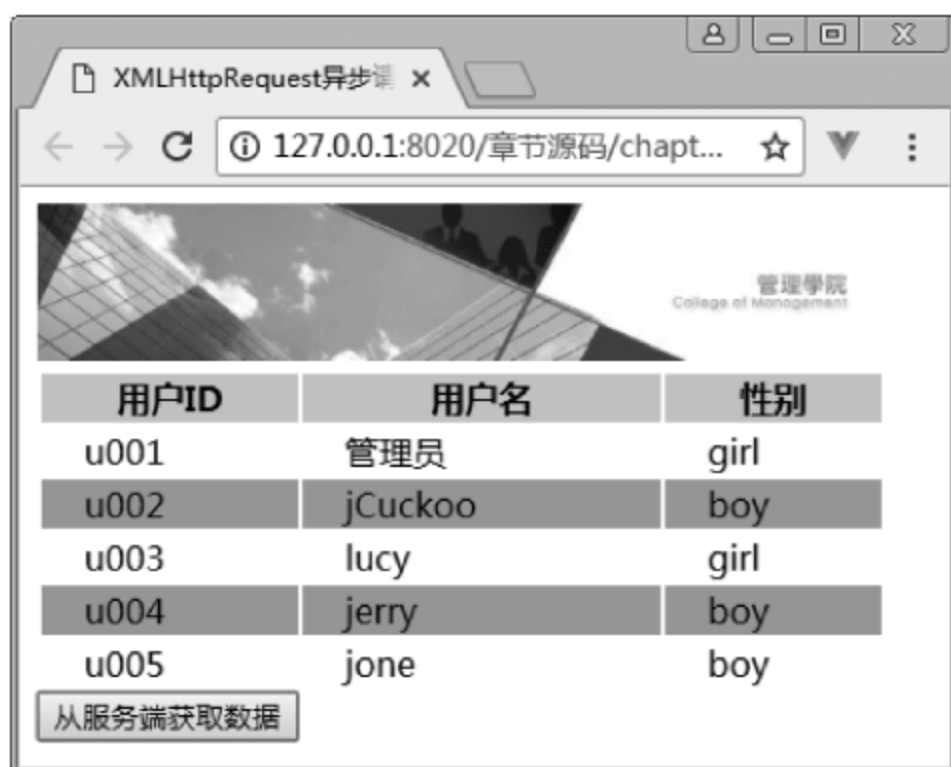 XMLHttpRequest异步请
127.0.0.1:8020/章节源码/chapt...
管理學院
College of Management
用户ID 用户名 性别
u001 管理员 girl
u002 jCuckoo boy
u003 lucy girl
u004 jerry boy
u005 jone boy
从服务端获取数据